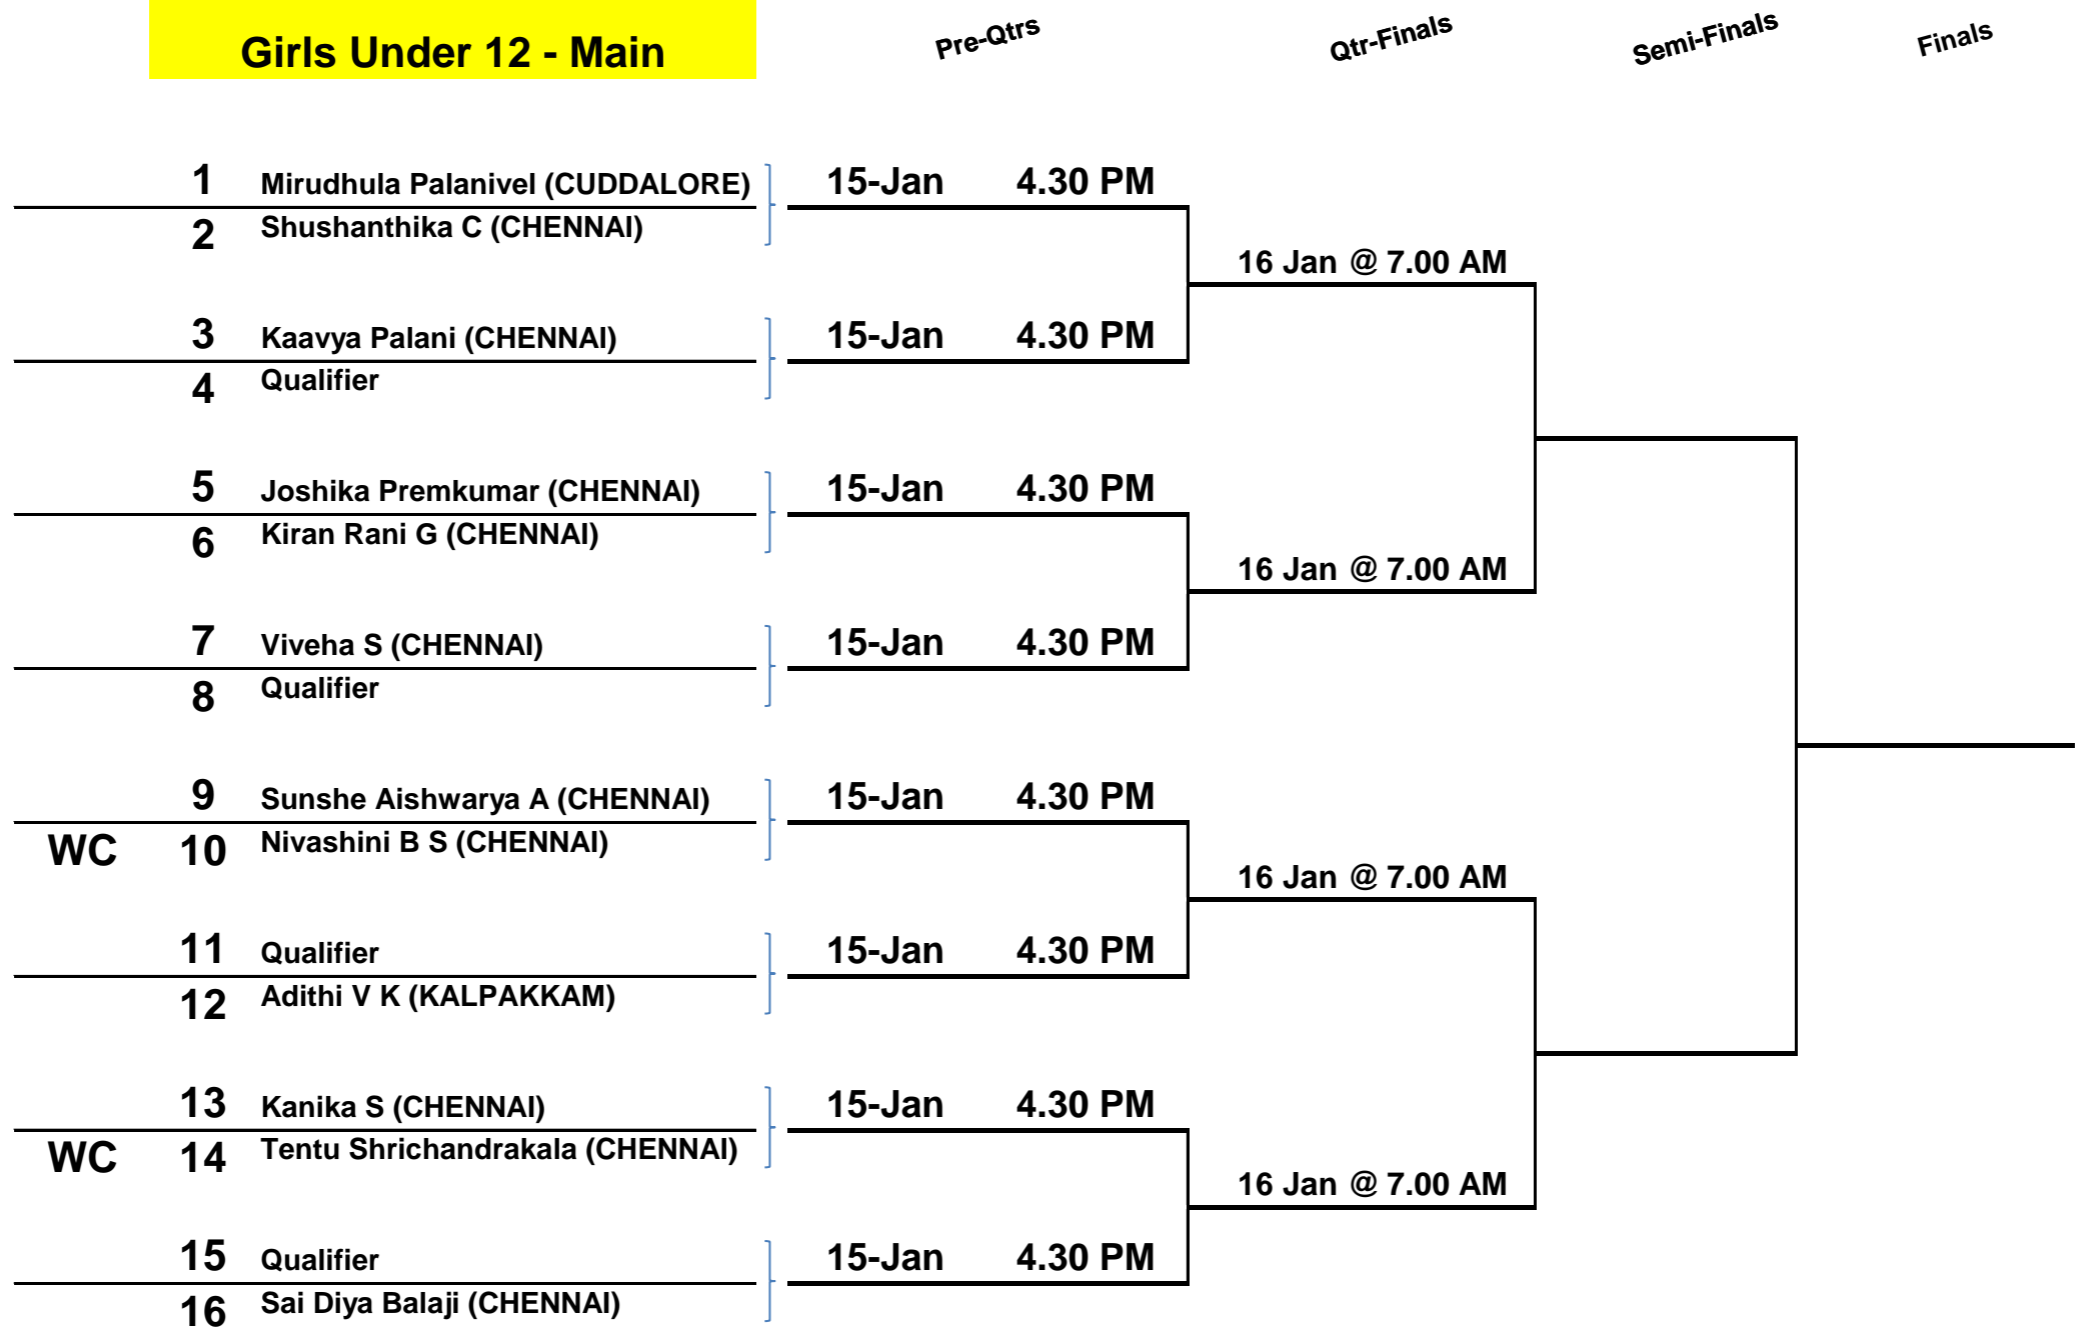 Girls Under 12 - Main Pre-Qtrs Qtr-Finals Semi-Finals Finals
1 Mirudhula Palanivel (CUDDALORE) 15-Jan 4.30 PM
2 Shushanthika C (CHENNAI)
16 Jan @ 7.00 AM
3 Kaavya Palani (CHENNAI) 15-Jan 4.30 PM
4 Qualifier
5 Joshika Premkumar (CHENNAI) 15-Jan 4.30 PM
6 Kiran Rani G (CHENNAI)
16 Jan @ 7.00 AM
7 Viveha S (CHENNAI) 15-Jan 4.30 PM
8 Qualifier
9 Sunshe Aishwarya A (CHENNAI) 15-Jan 4.30 PM
WC 10 Nivashini B S (CHENNAI)
16 Jan @ 7.00 AM
11 Qualifier 15-Jan 4.30 PM
12 Adithi V K (KALPAKKAM)
13 Kanika S (CHENNAI) 15-Jan 4.30 PM
WC 14 Tentu Shrichandrakala (CHENNAI)
16 Jan @ 7.00 AM
15 Qualifier 15-Jan 4.30 PM
16 Sai Diya Balaji (CHENNAI)